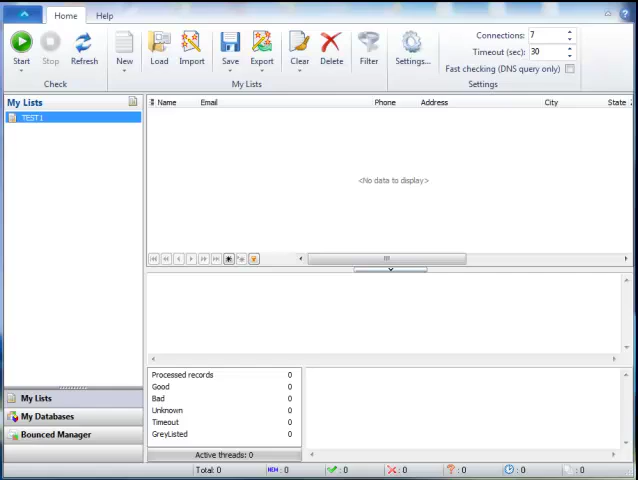 Home Help
Start Stop Refresh New Load Import Save Export Clear Delete Filter Settings...
Connections: 7
Timeout (sec): 30
Fast checking (DNS query only)
Check My Lists Settings
My Lists
TEST1
Name Email Phone Address City State
<No data to display>
Processed records 0
Good 0
Bad 0
Unknown 0
Timeout 0
GreyListed 0
Active threads: 0
My Lists
My Databases
Bounced Manager
Total: 0 NEW : 0 : 0 : 0 : 0 : 0 : 0